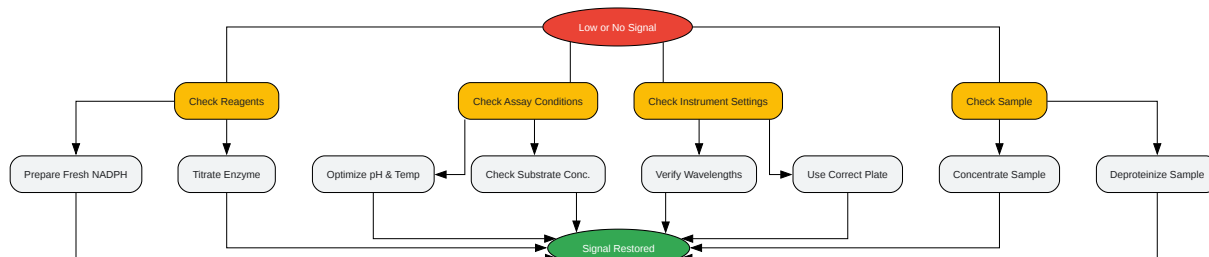 Low or No Signal
Check Reagents
Check Assay Conditions
Check Instrument Settings
Check Sample
Prepare Fresh NADPH
Titrate Enzyme
Optimize pH & Temp
Check Substrate Conc.
Verify Wavelengths
Use Correct Plate
Concentrate Sample
Deproteinize Sample
Signal Restored